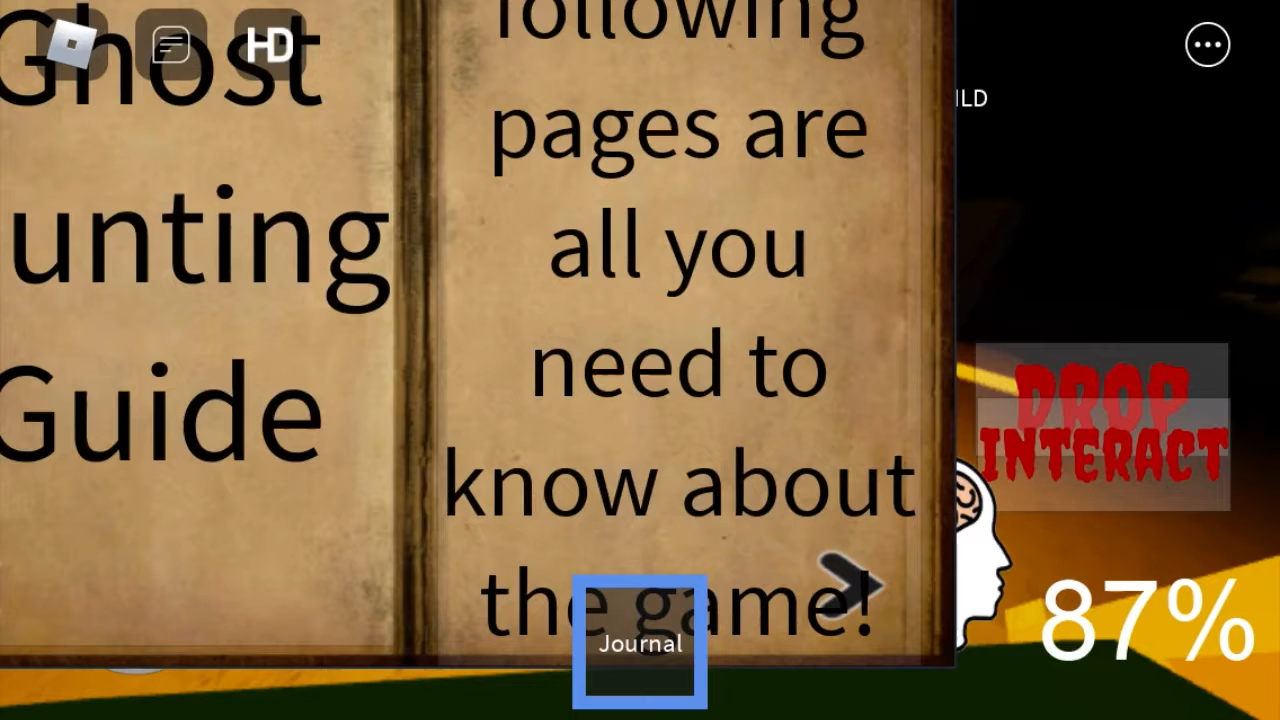 HD
Ghost
unting
Guide
following
pages are
all you
need to
know about
the game!
ILD
DROP
INTERACT
87%
Journal